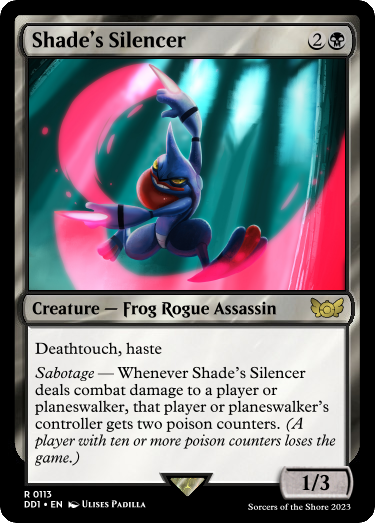 Shade's Silencer 2
Creature — Frog Rogue Assassin
Deathtouch, haste
Sabotage — Whenever Shade's Silencer
deals combat damage to a player or
planeswalker, that player or planeswalker's
controller gets two poison counters. (A
player with ten or more poison counters loses the
game.)
1/3
R 0113
DD1 • EN Ulises Padilla
Sorcers of the Shore 2023